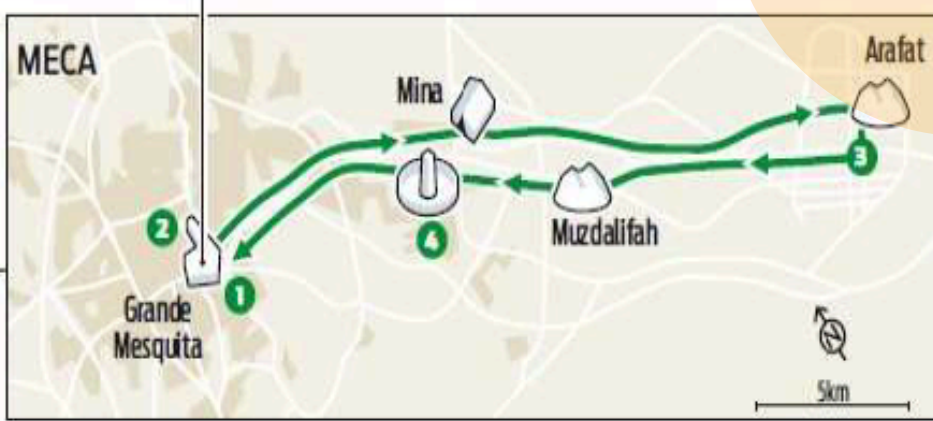 MECA
Arafat
Mina
3
2
4
Muzdalifah
1
Grande
Mesquita
N
5km